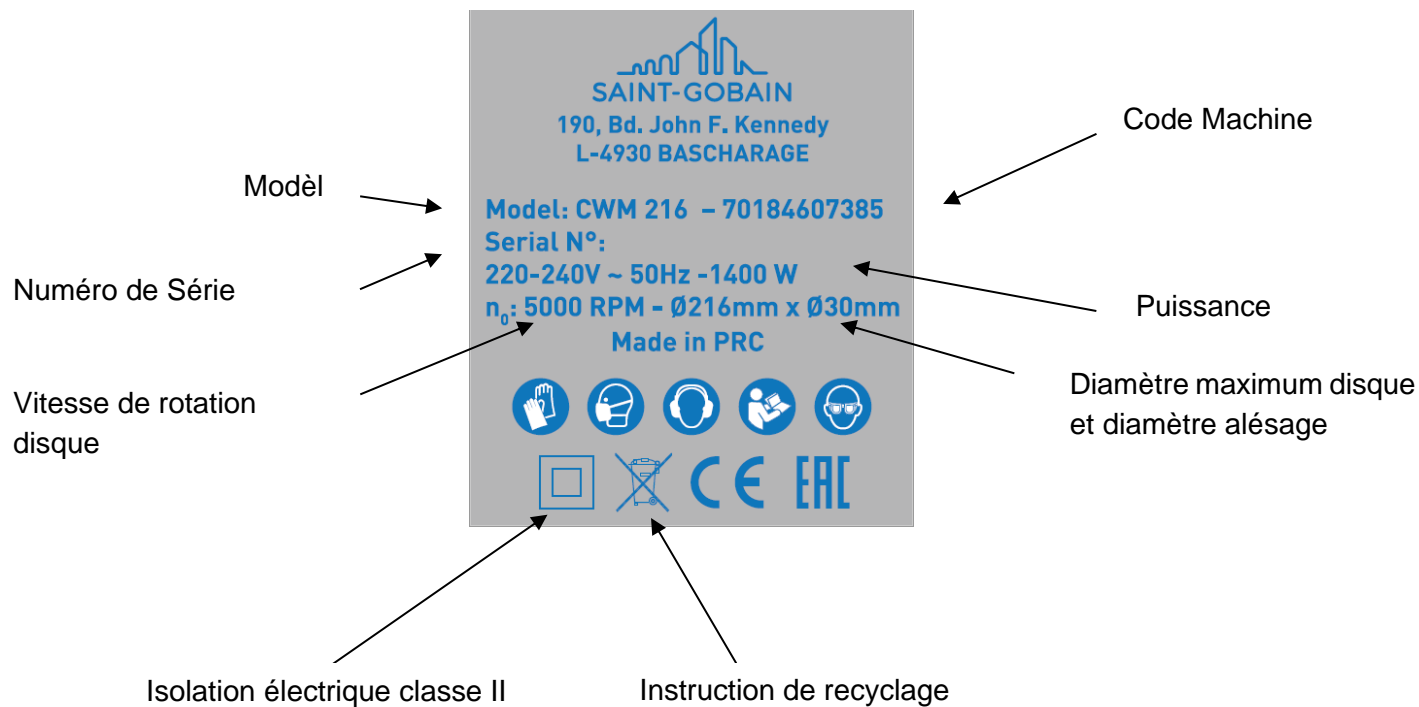 SAINT-GOBAIN
190, Bd. John F. Kennedy
L-4930 BASCHARAGE
Code Machine
Modèl
Model: CWM 216 – 70184607385
Serial N°:
Numéro de Série
220-240V ~ 50Hz -1400 W
Puissance
n₀: 5000 RPM - Ø216mm x Ø30mm
Made in PRC
Vitesse de rotation
disque
Diamètre maximum disque
et diamètre alésage
CE EAC
Isolation électrique classe II
Instruction de recyclage